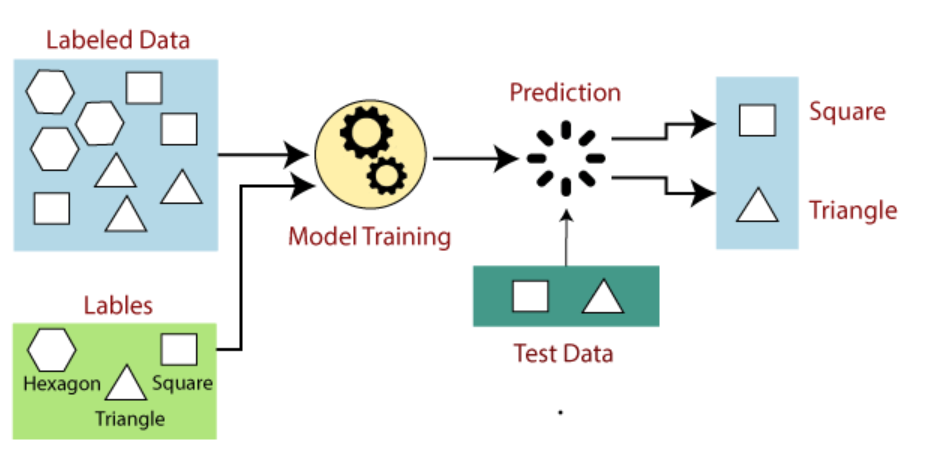 Labeled Data
Prediction
Square
Model Training
Triangle
Lables
Test Data
Hexagon
Square
Triangle